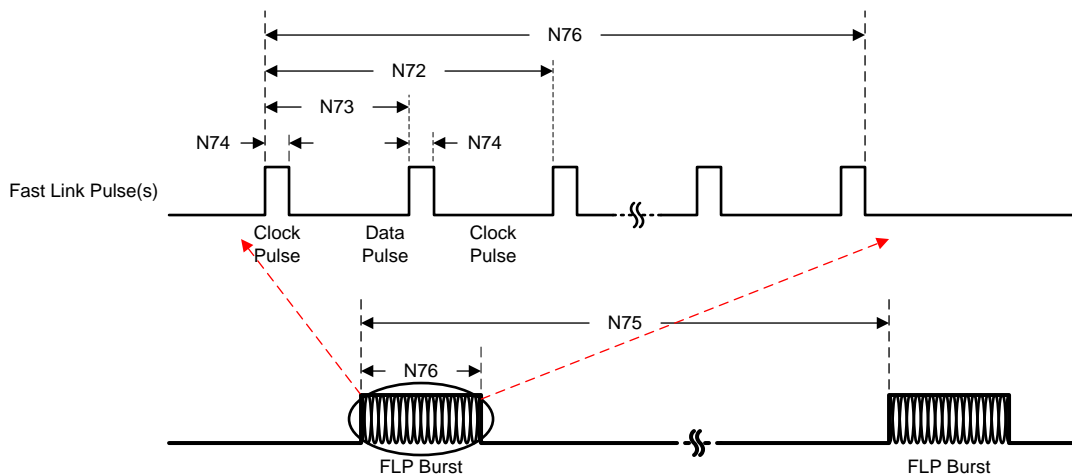 N76
N72
N73
N74
N74
Fast Link Pulse(s)
Clock
Pulse
Data
Pulse
Clock
Pulse
N75
N76
FLP Burst
FLP Burst